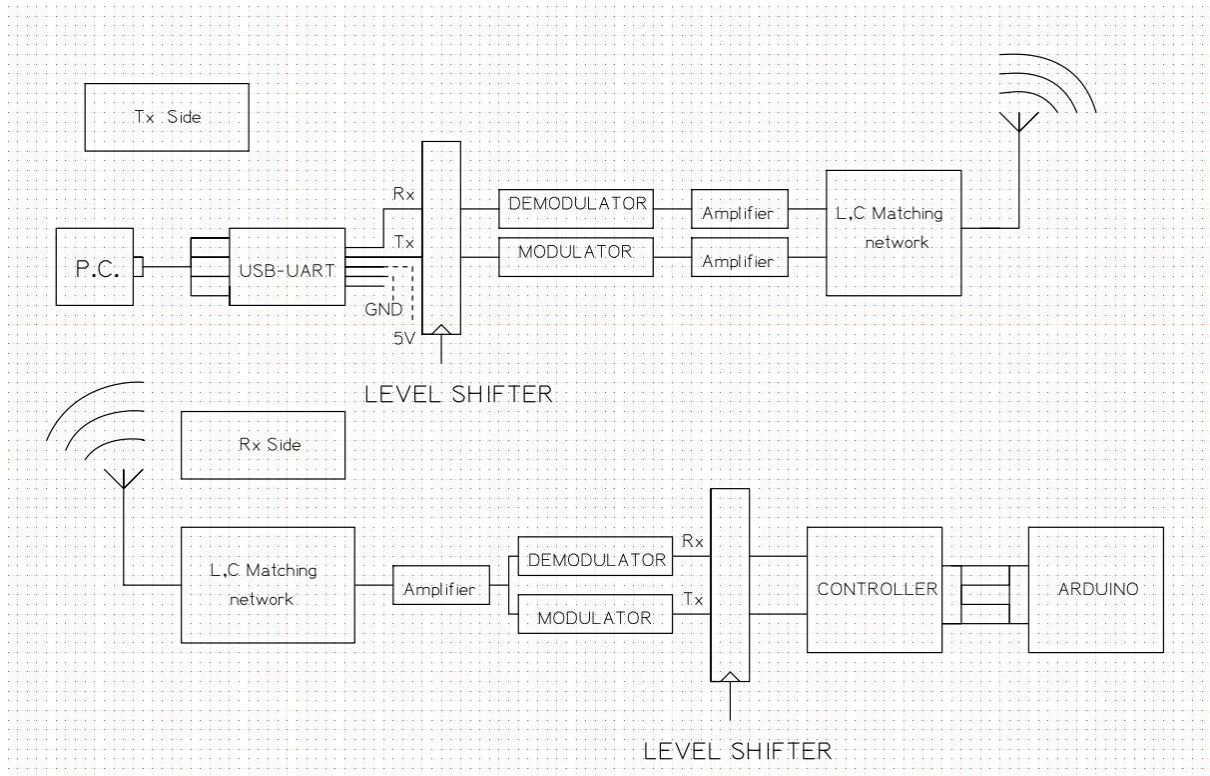 Tx Side
Rx
DEMODULATOR
Amplifier
L,C Matching
network
Tx
MODULATOR
Amplifier
P.C.
USB-UART
GND
5V
LEVEL SHIFTER
Rx Side
L,C Matching
network
Amplifier
DEMODULATOR
Rx
MODULATOR
Tx
CONTROLLER
ARDUINO
LEVEL SHIFTER